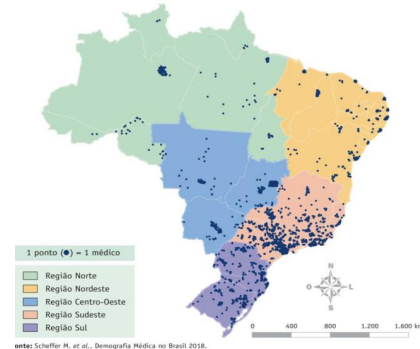 1 ponto (●) = 1 médico
Região Norte
Região Nordeste
Região Centro-Oeste
Região Sudeste
Região Sul
N
O L
S
0 400 800 1.200 1.600 km
onte: Scheffer M. et al., Demografia Médica no Brasil 2018.